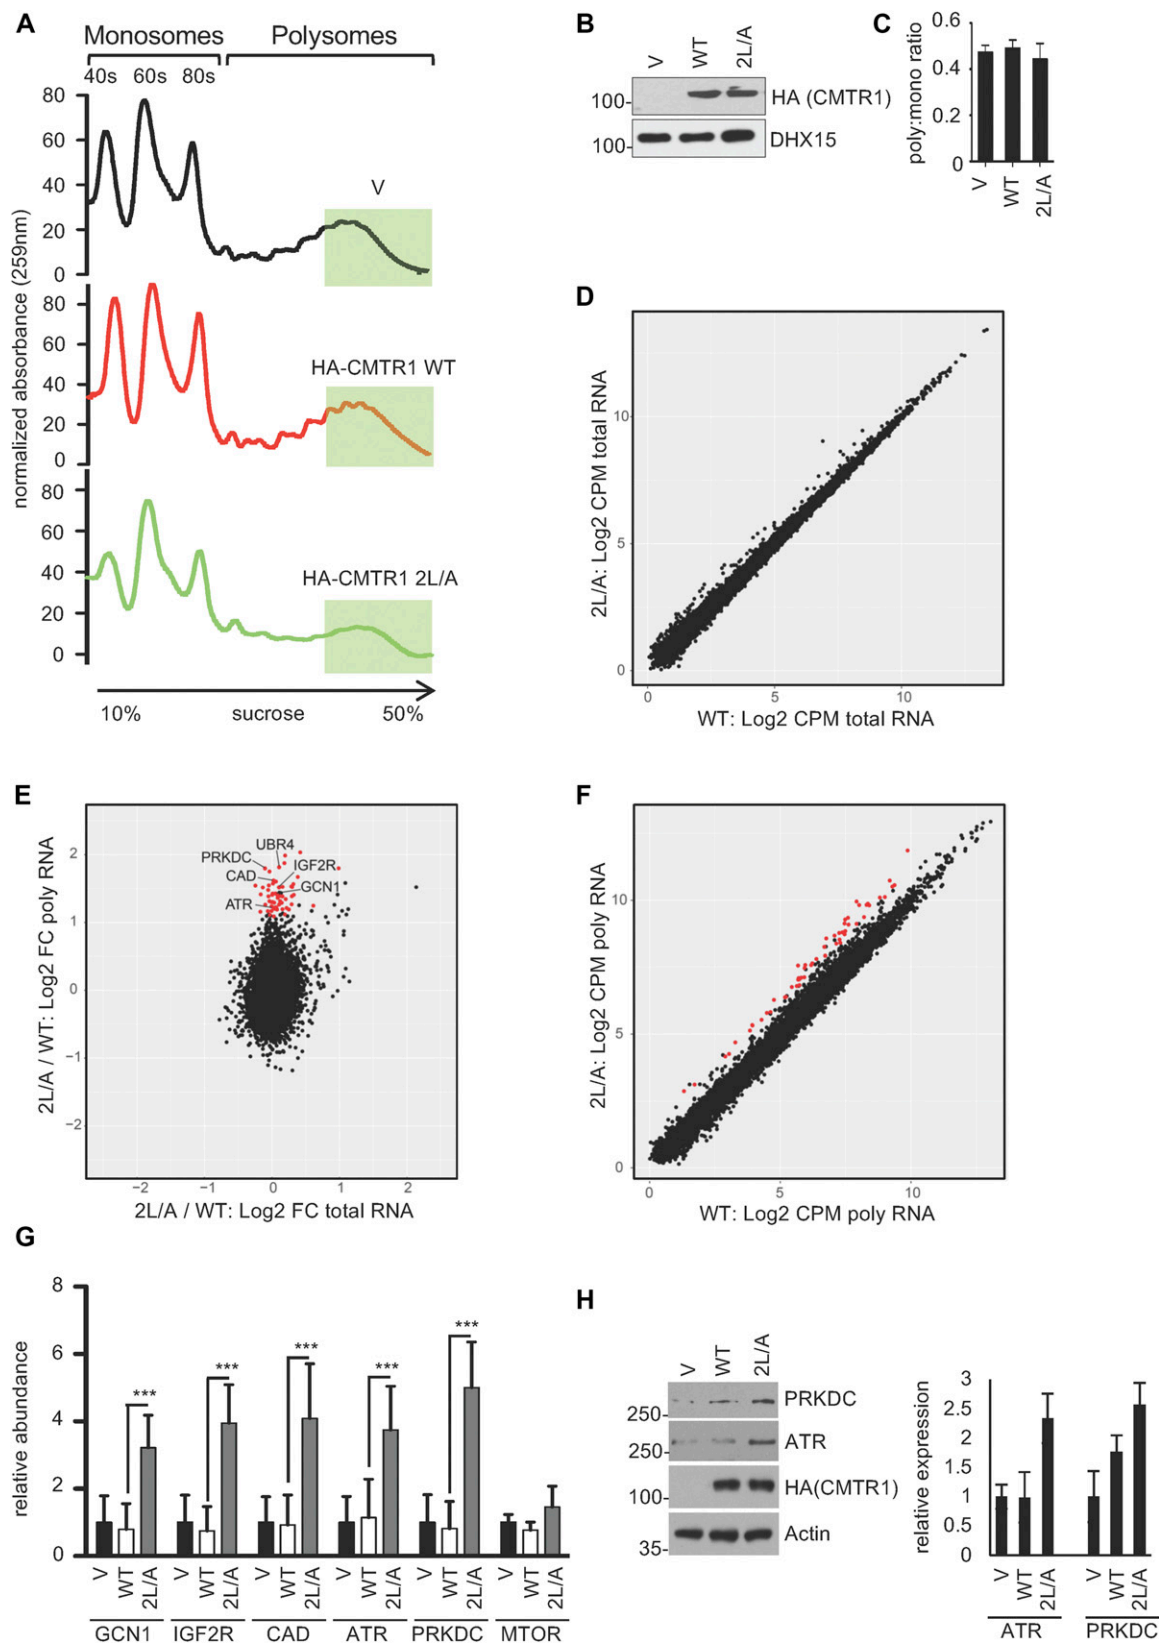 A
Monosomes Polysomes
40s 60s 80s
normalized absorbance (259nm)
80
60
40
20
0
V
80
60
40
20
0
HA-CMTR1 WT
80
60
40
20
0
HA-CMTR1 2L/A
10% sucrose 50%
B
V WT 2L/A
100- HA (CMTR1)
100- DHX15
C
poly:mono ratio
0.6
0.4
0.2
0
V WT 2L/A
D
2L/A: Log2 CPM total RNA
10
5
0
0 5 10
WT: Log2 CPM total RNA
E
2L/A / WT: Log2 FC poly RNA
2
1
0
−1
−2
UBR4
PRKDC
IGF2R
CAD
GCN1
ATR
−2 −1 0 1 2
2L/A / WT: Log2 FC total RNA
F
2L/A: Log2 CPM poly RNA
10
5
0
0 5 10
WT: Log2 CPM poly RNA
G
relative abundance
8
6
4
2
0
*** *** *** *** ***
V WT 2L/A V WT 2L/A V WT 2L/A V WT 2L/A V WT 2L/A V WT 2L/A
GCN1 IGF2R CAD ATR PRKDC MTOR
H
V WT 2L/A
250- PRKDC
250- ATR
100- HA(CMTR1)
35- Actin
relative expression
3
2.5
2
1.5
1
0.5
0
V WT 2L/A V WT 2L/A
ATR PRKDC